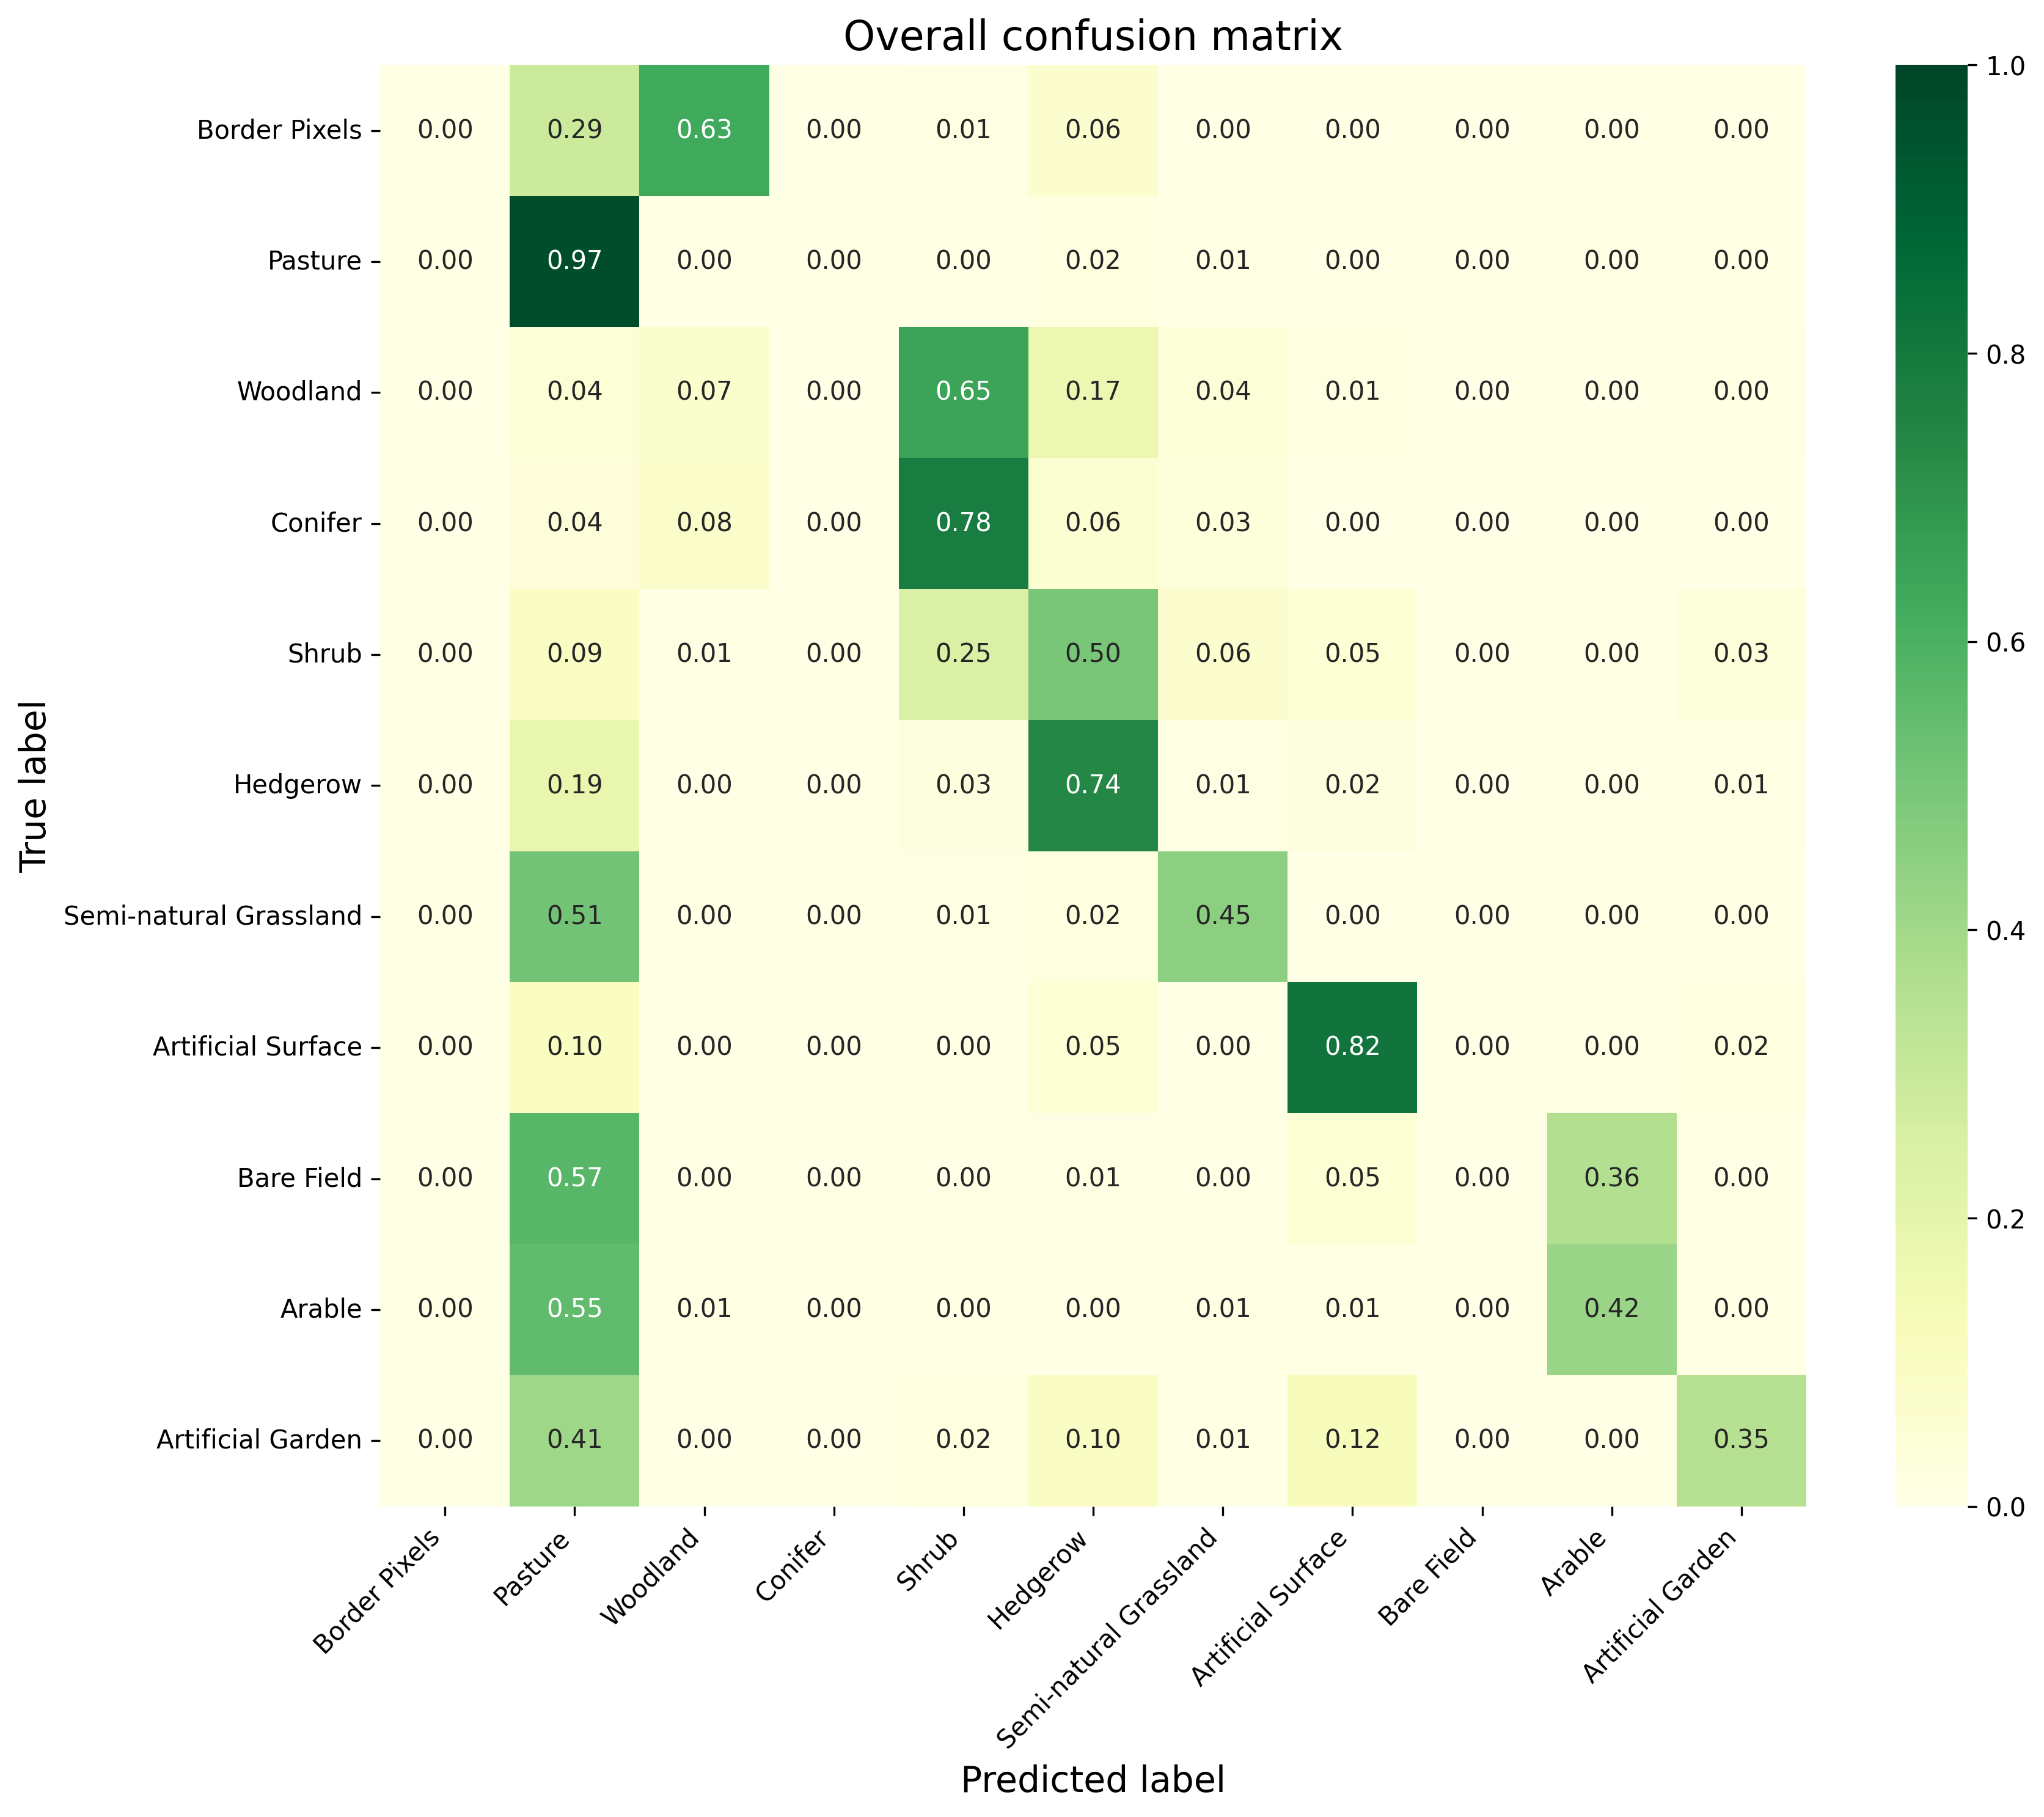 Overall confusion matrix
True label
Border Pixels 0.00 0.29 0.63 0.00 0.01 0.06 0.00 0.00 0.00 0.00 0.00
Pasture 0.00 0.97 0.00 0.00 0.00 0.02 0.01 0.00 0.00 0.00 0.00
Woodland 0.00 0.04 0.07 0.00 0.65 0.17 0.04 0.01 0.00 0.00 0.00
Conifer 0.00 0.04 0.08 0.00 0.78 0.06 0.03 0.00 0.00 0.00 0.00
Shrub 0.00 0.09 0.01 0.00 0.25 0.50 0.06 0.05 0.00 0.00 0.03
Hedgerow 0.00 0.19 0.00 0.00 0.03 0.74 0.01 0.02 0.00 0.00 0.01
Semi-natural Grassland 0.00 0.51 0.00 0.00 0.01 0.02 0.45 0.00 0.00 0.00 0.00
Artificial Surface 0.00 0.10 0.00 0.00 0.00 0.05 0.00 0.82 0.00 0.00 0.02
Bare Field 0.00 0.57 0.00 0.00 0.00 0.01 0.00 0.05 0.00 0.36 0.00
Arable 0.00 0.55 0.01 0.00 0.00 0.00 0.01 0.01 0.00 0.42 0.00
Artificial Garden 0.00 0.41 0.00 0.00 0.02 0.10 0.01 0.12 0.00 0.00 0.35
Border Pixels
Pasture
Woodland
Conifer
Shrub
Hedgerow
Semi-natural Grassland
Artificial Surface
Bare Field
Arable
Artificial Garden
Predicted label
1.0
0.8
0.6
0.4
0.2
0.0